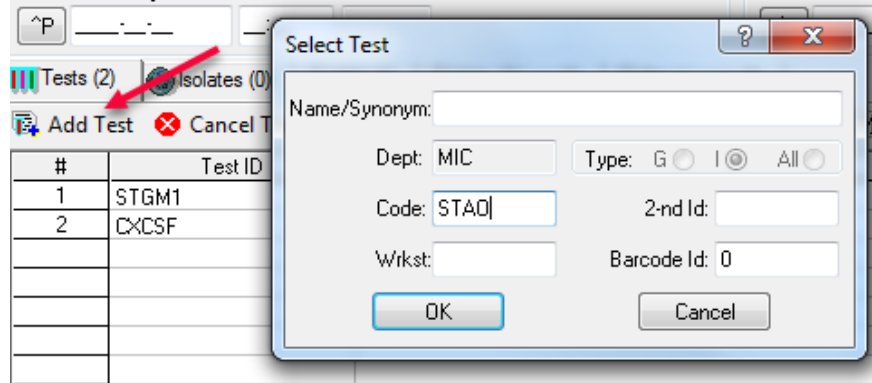 ^P
Tests (2)
Isolates (0)
Add Test
Cancel T
#
Test ID
1
STGM1
2
CXCSF
Select Test
?
X
Name/Synonym:
Dept: MIC
Type: G I All
Code: STAO
2-nd Id:
Wrkst:
Barcode Id: 0
OK
Cancel